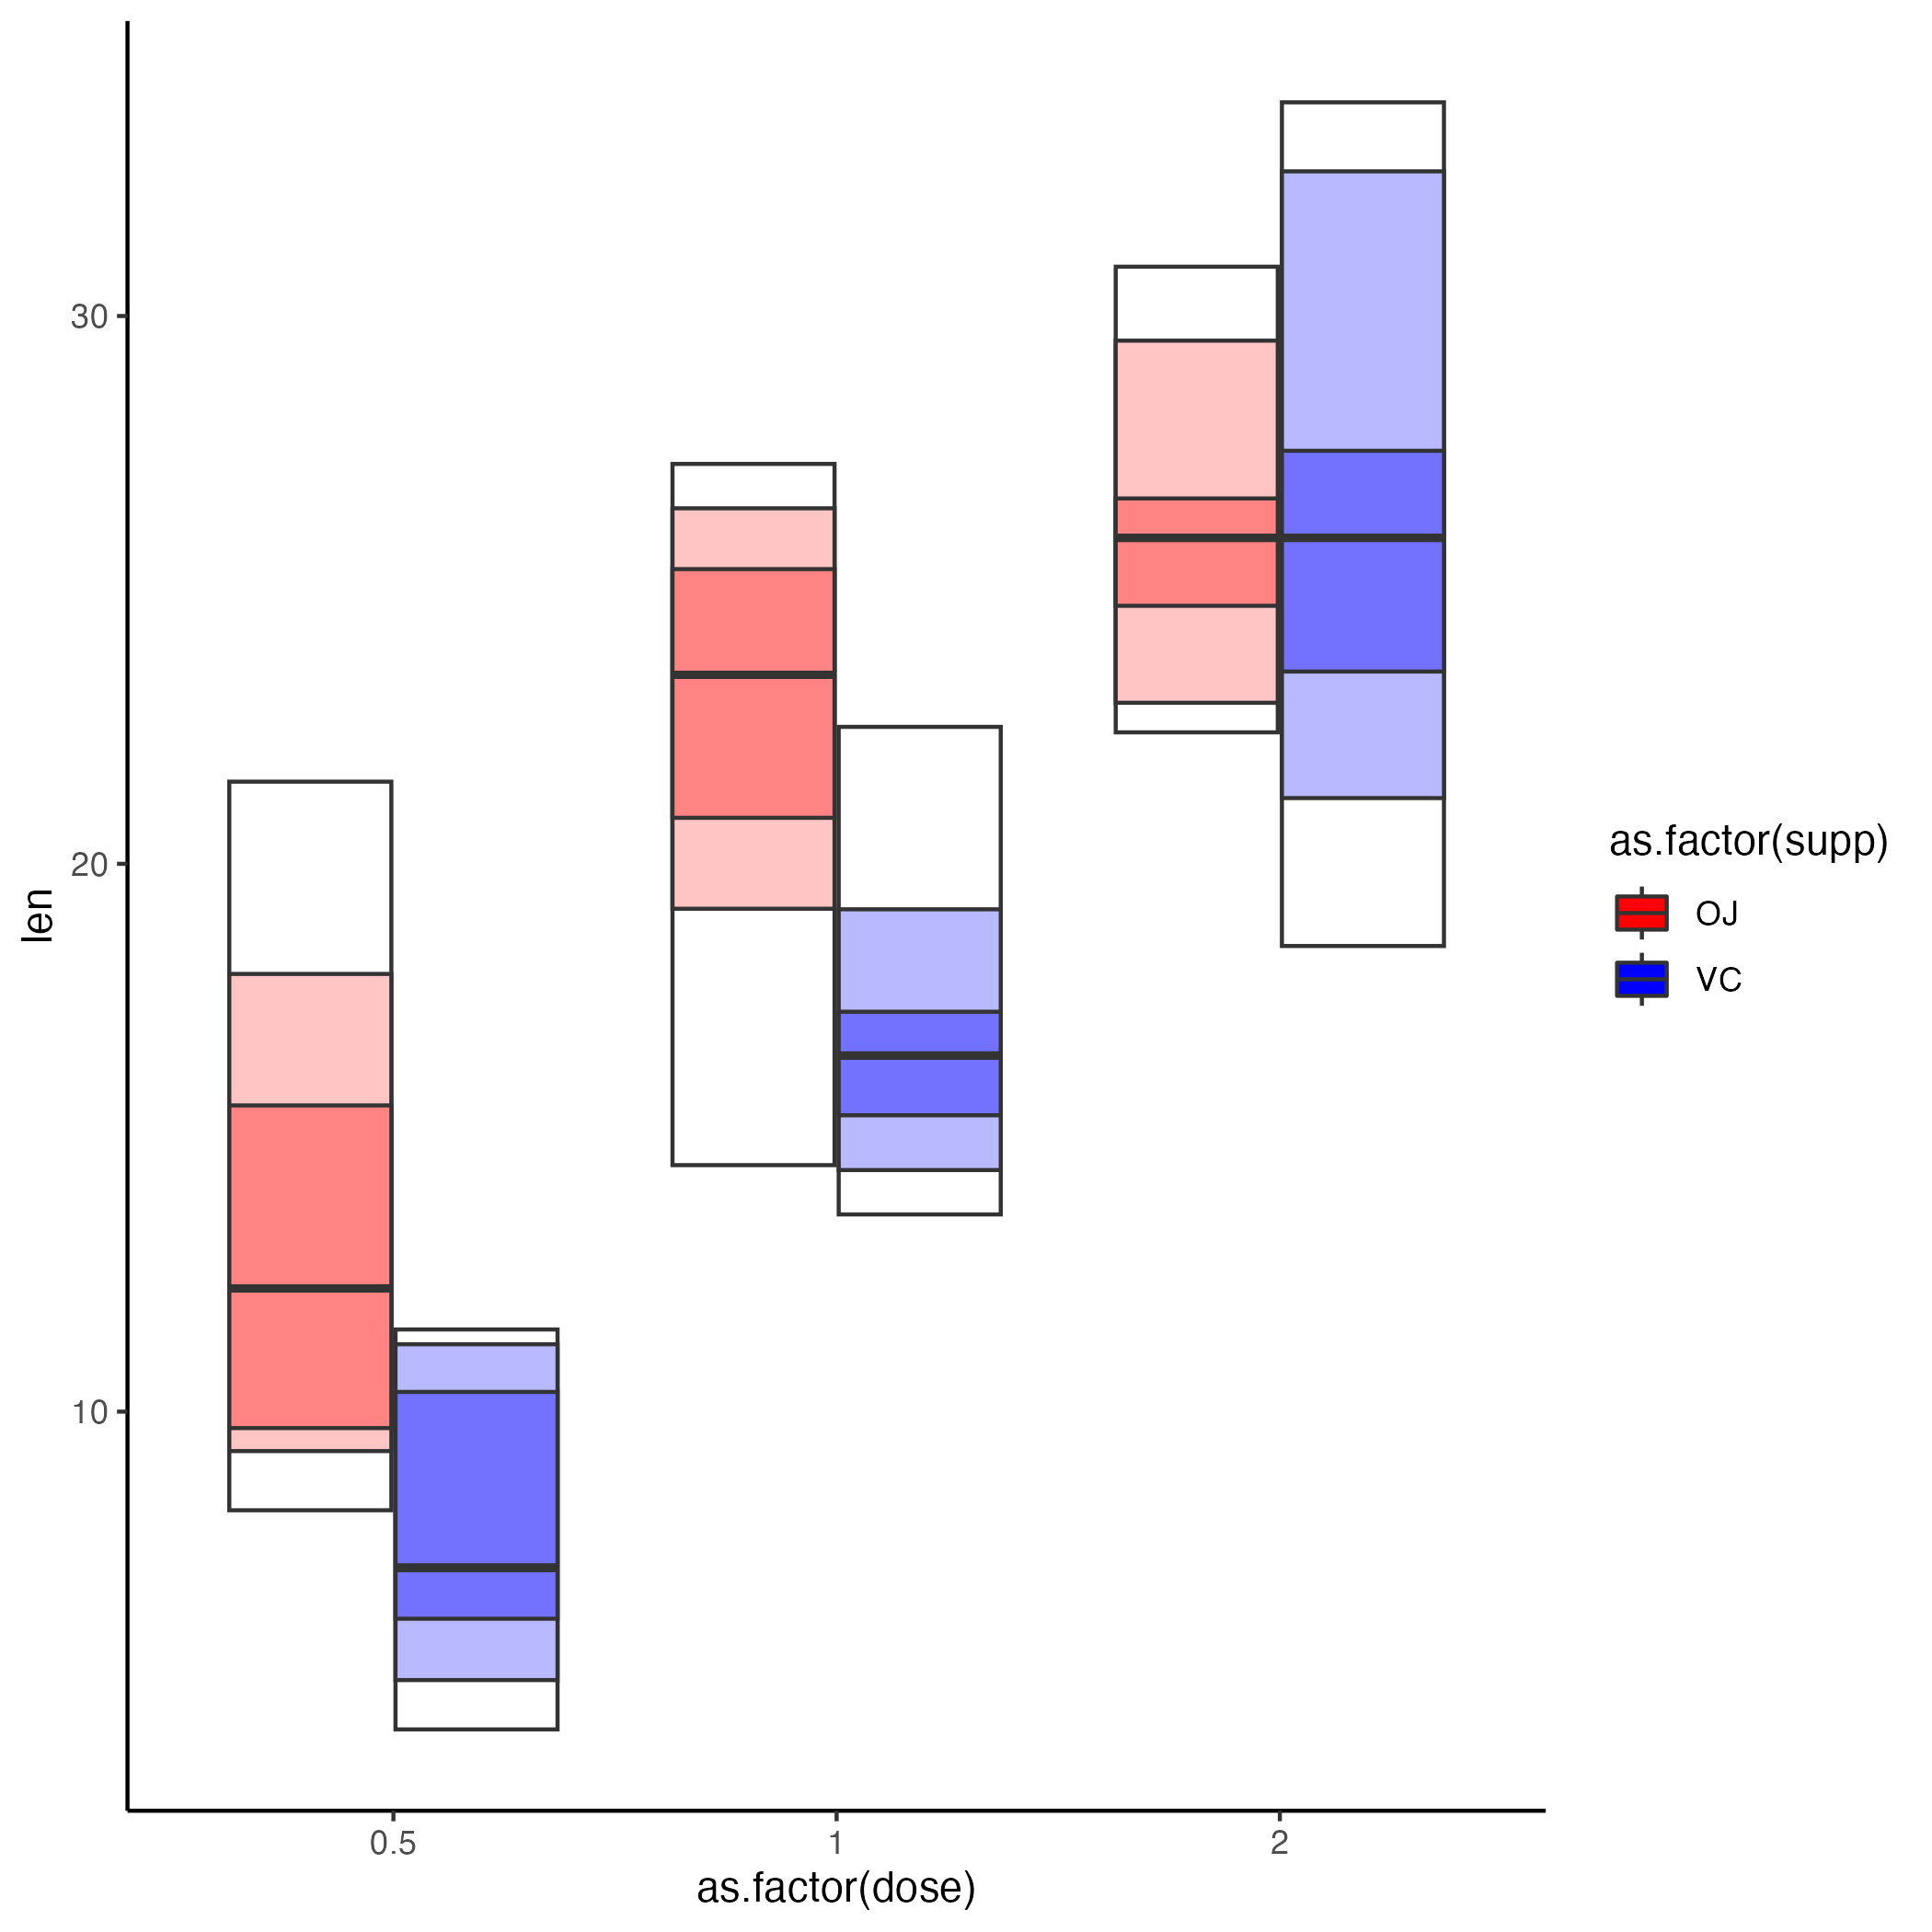 30
20
10
len
0.5 1 2
as.factor(dose)
as.factor(supp)
OJ
VC